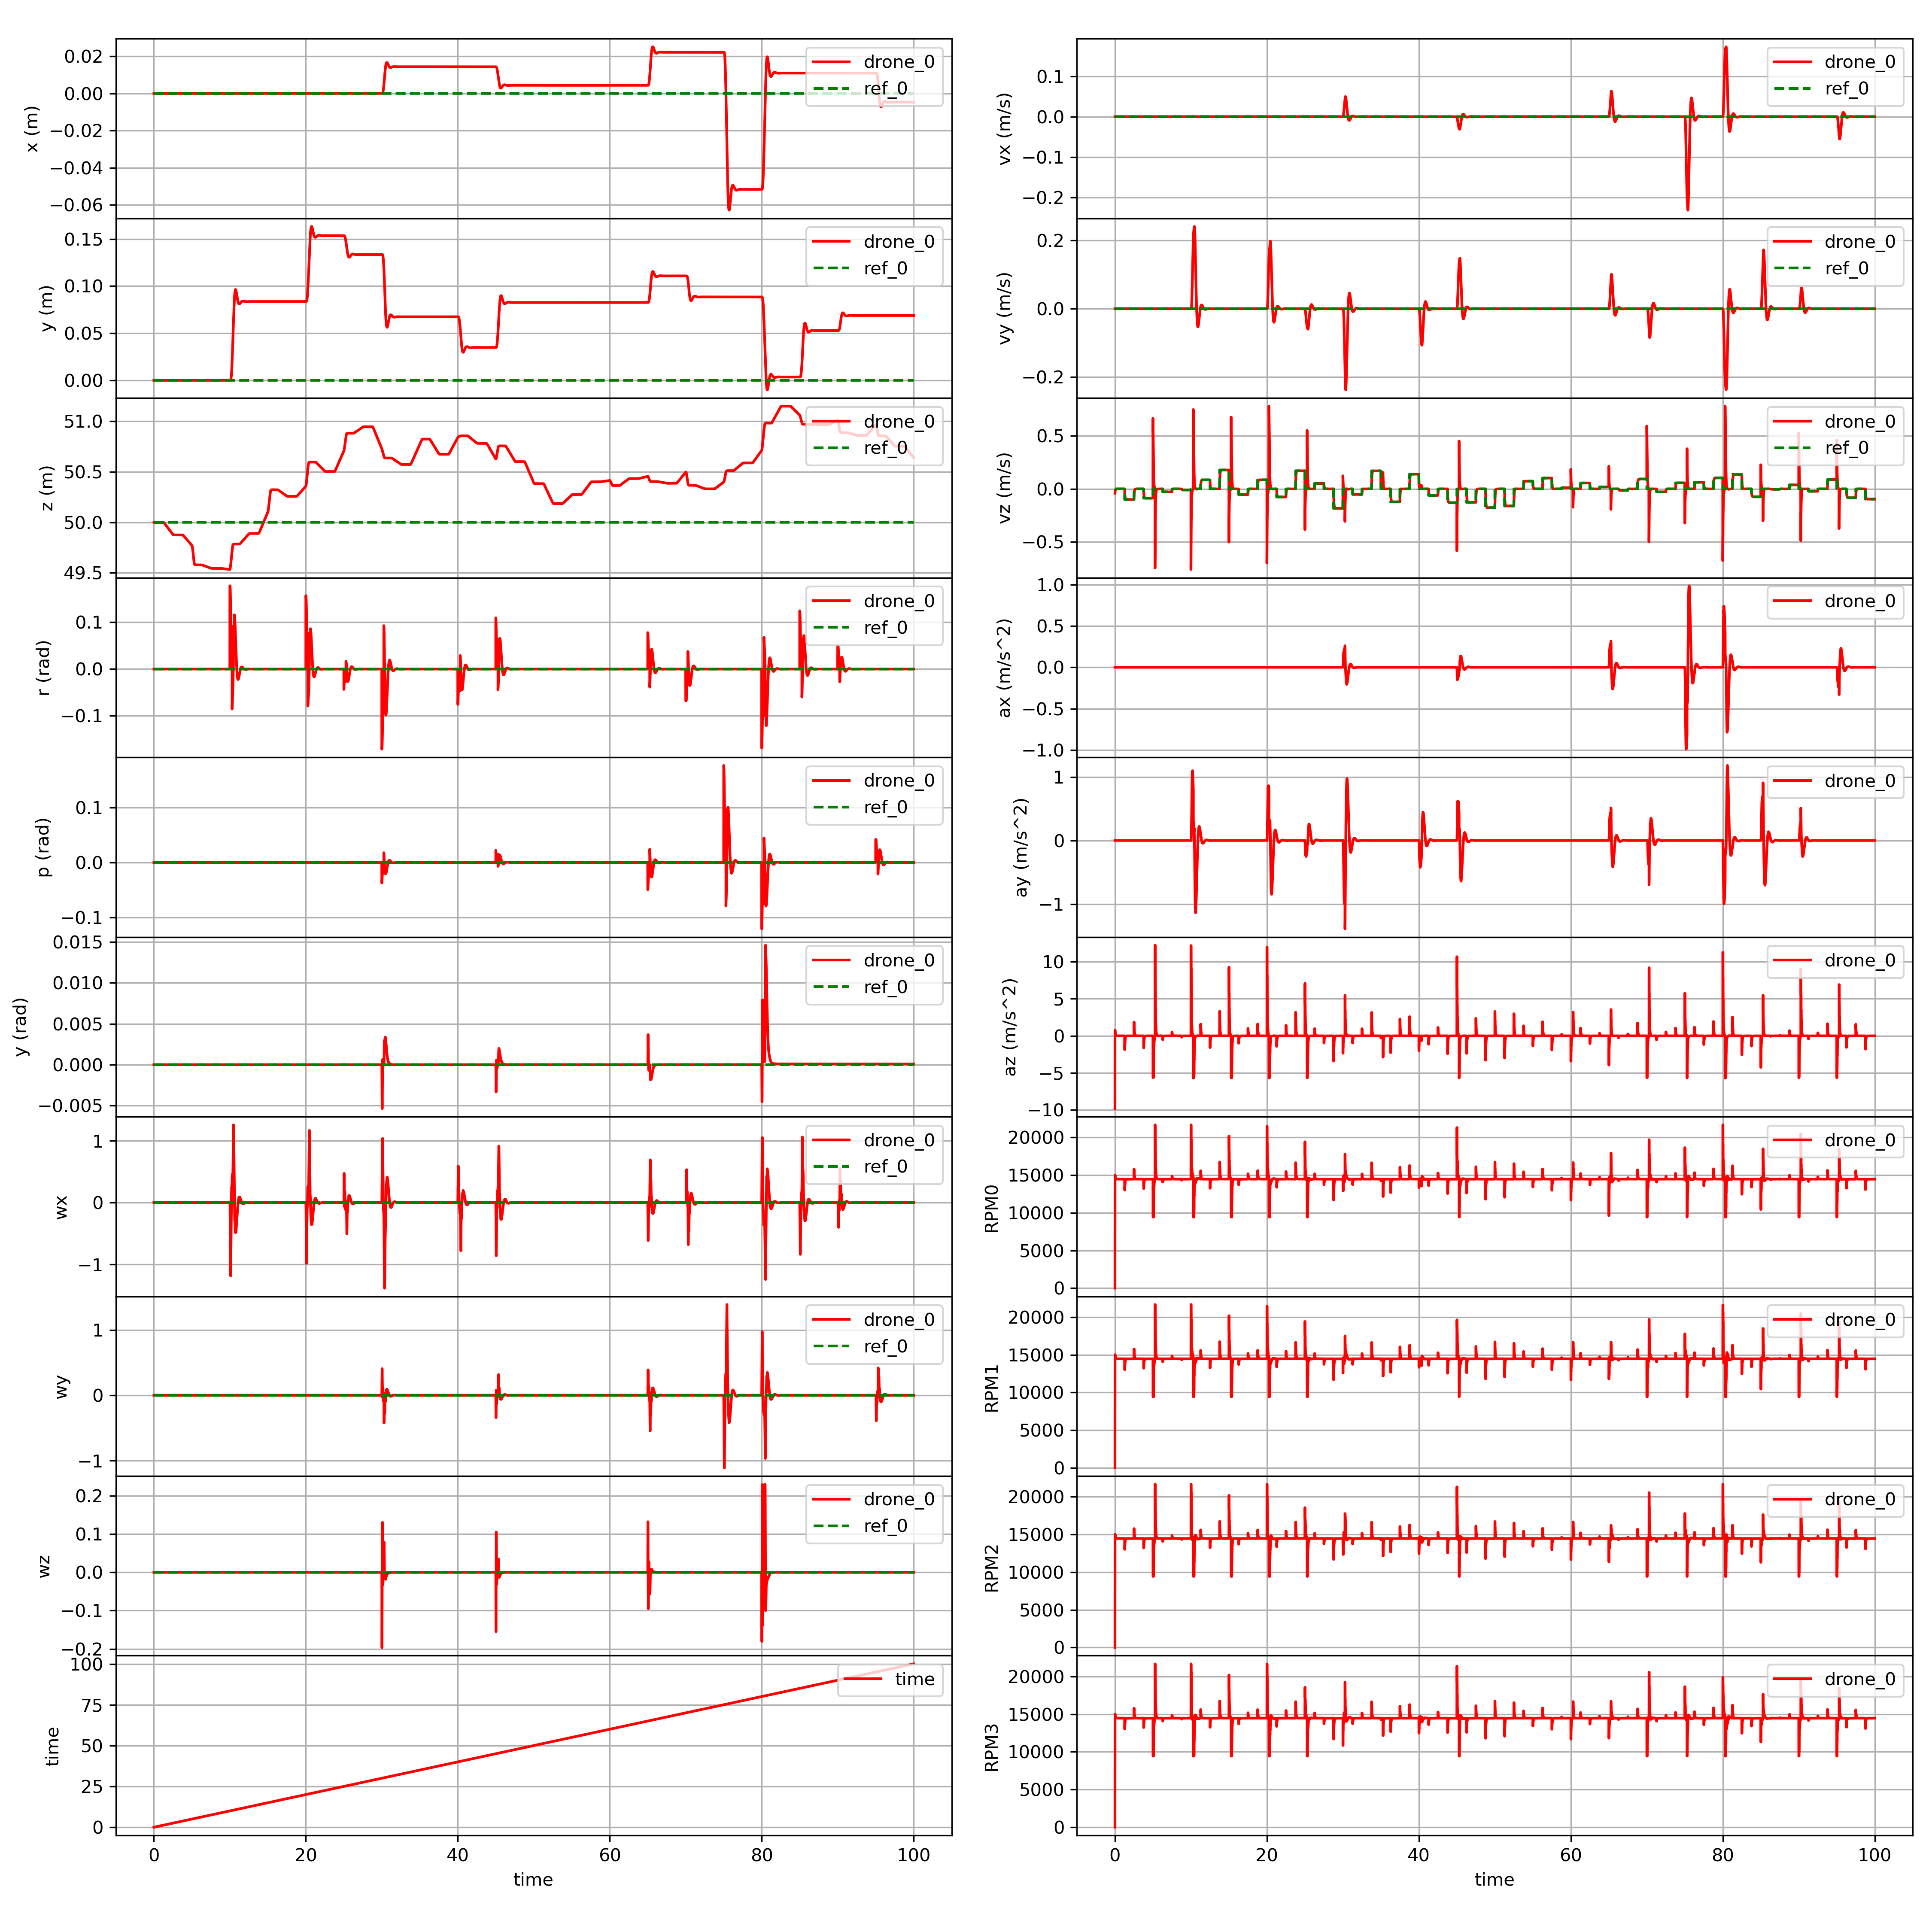 0.02
0.00
−0.02
−0.04
−0.06
x (m)
drone_0
ref_0
0.15
0.10
0.05
0.00
y (m)
drone_0
ref_0
51.0
50.5
50.0
49.5
z (m)
drone_0
ref_0
0.1
0.0
−0.1
r (rad)
drone_0
ref_0
0.1
0.0
−0.1
p (rad)
drone_0
ref_0
0.015
0.010
0.005
0.000
−0.005
y (rad)
drone_0
ref_0
1
0
−1
wx
drone_0
ref_0
1
0
−1
wy
drone_0
ref_0
0.2
0.1
0.0
−0.1
−0.2
wz
drone_0
ref_0
100
75
50
25
0
time
time
0 20 40 60 80 100
time
0.1
0.0
−0.1
−0.2
vx (m/s)
drone_0
ref_0
0.2
0.0
−0.2
vy (m/s)
drone_0
ref_0
0.5
0.0
−0.5
vz (m/s)
drone_0
ref_0
1.0
0.5
0.0
−0.5
−1.0
ax (m/s^2)
drone_0
1
0
−1
ay (m/s^2)
drone_0
10
5
0
−5
−10
az (m/s^2)
drone_0
20000
15000
10000
5000
0
RPM0
drone_0
20000
15000
10000
5000
0
RPM1
drone_0
20000
15000
10000
5000
0
RPM2
drone_0
20000
15000
10000
5000
0
RPM3
drone_0
0 20 40 60 80 100
time